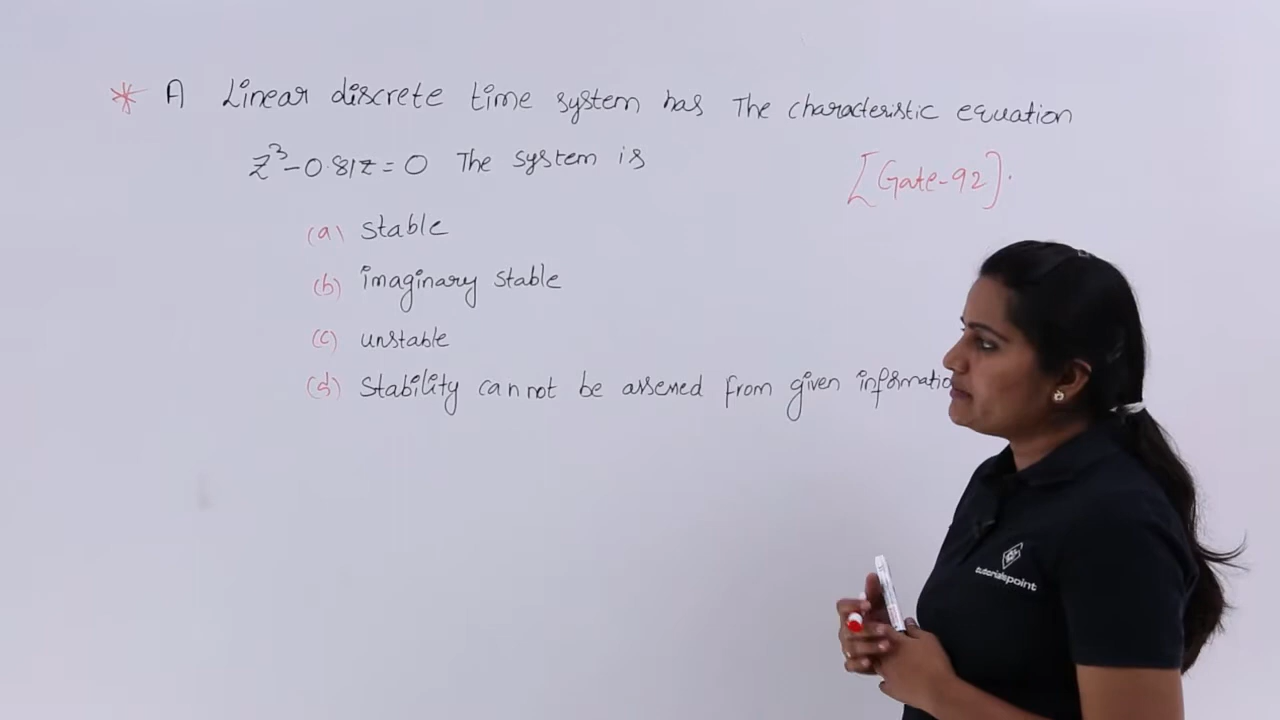 * A Linear discrete time system has The characteristic equation
z³-0.81z=0 The system is
[Gate-92].
(a) stable
(b) imaginary stable
(c) unstable
(d) Stability can not be assessed from given informatio
tutorialspoint